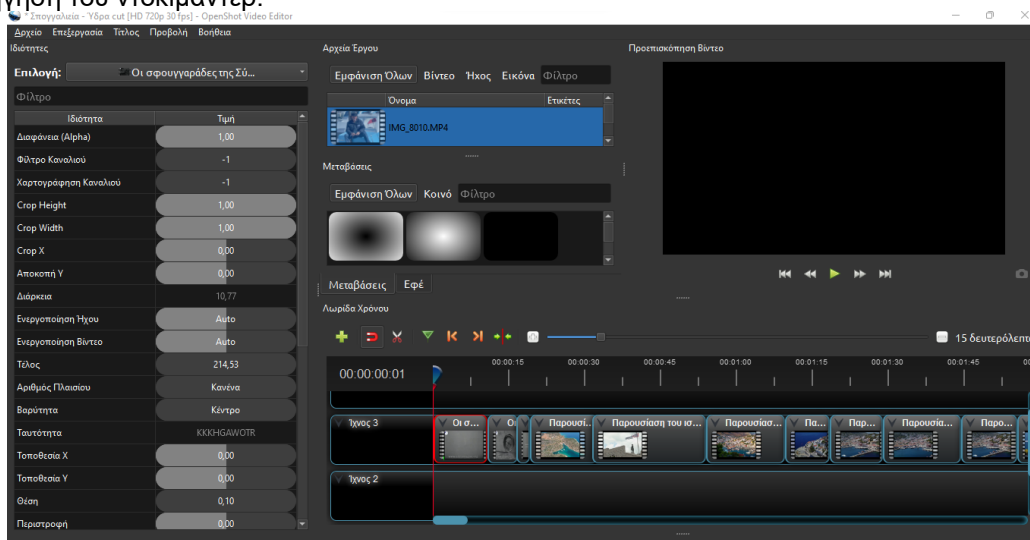 ήγηση του ντοκιμαντέρ.
* Σπογγαλιεία - Ύδρα cut [HD 720p 30 fps] - OpenShot Video Editor
Αρχείο Επεξεργασία Τίτλος Προβολή Βοήθεια
Ιδιότητες
Επιλογή: Οι σφουγγαράδες της Σύ...
Φίλτρο
Ιδιότητα Τιμή
Διαφάνεια (Alpha) 1,00
Φίλτρο Καναλιού -1
Χαρτογράφηση Καναλιού -1
Crop Height 1,00
Crop Width 1,00
Crop X 0,00
Αποκοπή Y 0,00
Διάρκεια 10,77
Ενεργοποίηση Ήχου Auto
Ενεργοποίηση Βίντεο Auto
Τέλος 214,53
Αριθμός Πλαισίου Κανένα
Βαρύτητα Κέντρο
Ταυτότητα KKKHGAWOTR
Τοποθεσία X 0,00
Τοποθεσία Y 0,00
Θέση 0,10
Περιστροφή 0,00
Αρχεία Έργου
Εμφάνιση Όλων Βίντεο Ήχος Εικόνα Φίλτρο
Όνομα Ετικέτες
IMG_8010.MP4
Μεταβάσεις
Εμφάνιση Όλων Κοινό Φίλτρο
Μεταβάσεις Εφέ
Προεπισκόπηση Βίντεο
Λωρίδα Χρόνου
15 δευτερόλεπτ
00:00:00:01
00:00:15 00:00:30 00:00:45 00:01:00 00:01:15 00:01:30 00:01:45 00
Ίχνος 3
Οι σ... Ο Παρουσί... Παρουσίαση του ισ... Παρουσίασ... Πα... Παρ... Παρουσία... Παρο...
Ίχνος 2